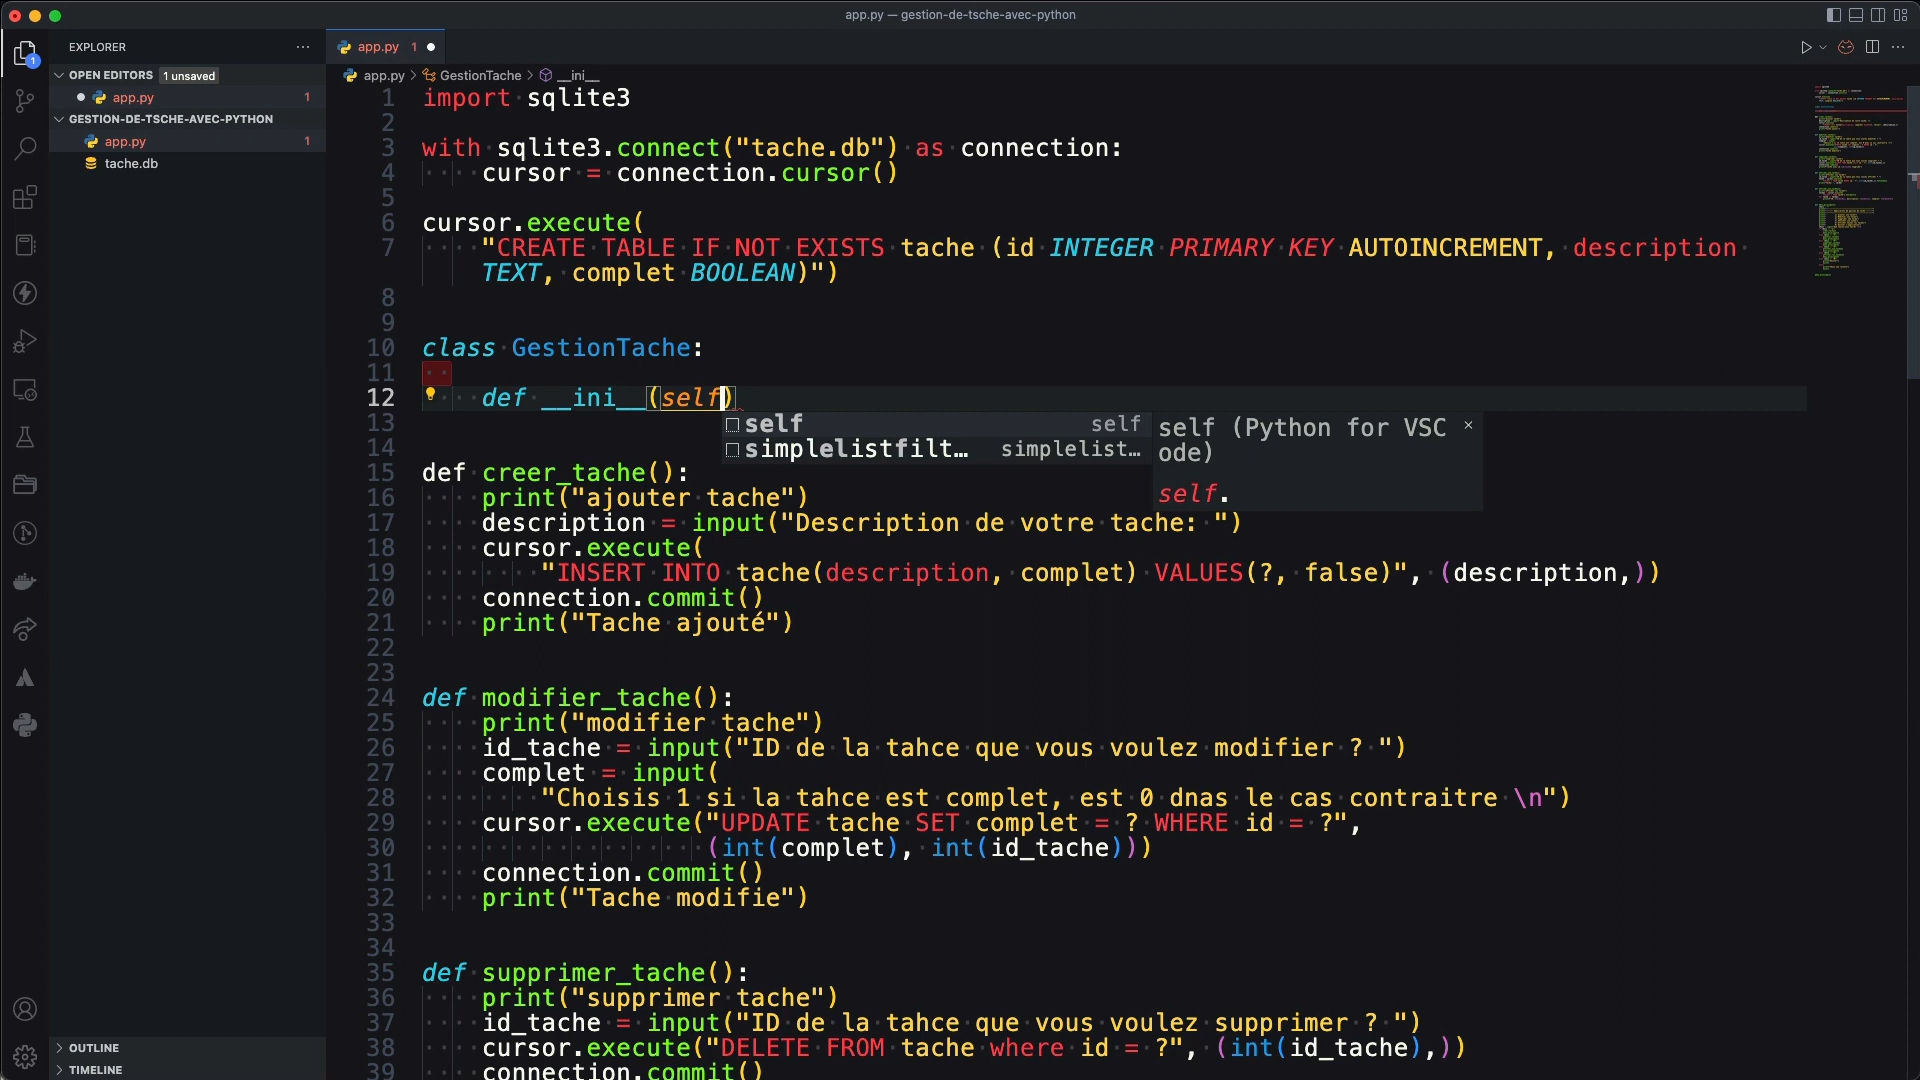 app.py — gestion-de-tsche-avec-python
EXPLORER
OPEN EDITORS 1 unsaved
app.py 1
GESTION-DE-TSCHE-AVEC-PYTHON
app.py 1
tache.db
OUTLINE
TIMELINE
1
app.py 1
app.py > GestionTache > __ini__
1 import sqlite3
2
3 with sqlite3.connect("tache.db") as connection:
4 cursor = connection.cursor()
5
6 cursor.execute(
7 "CREATE TABLE IF NOT EXISTS tache (id INTEGER PRIMARY KEY AUTOINCREMENT, description
TEXT, complet BOOLEAN)")
8
9
10 class GestionTache:
11
12 def __ini__(self)
13
14
self self
simplelistfilt… simplelist…
self (Python for VSC
ode)
self.
15 def creer_tache():
16 print("ajouter tache")
17 description = input("Description de votre tache: ")
18 cursor.execute(
19 "INSERT INTO tache(description, complet) VALUES(?, false)", (description,))
20 connection.commit()
21 print("Tache ajouté")
22
23
24 def modifier_tache():
25 print("modifier tache")
26 id_tache = input("ID de la tahce que vous voulez modifier ? ")
27 complet = input(
28 "Choisis 1 si la tahce est complet, est 0 dnas le cas contraitre \n")
29 cursor.execute("UPDATE tache SET complet = ? WHERE id = ?",
30 (int(complet), int(id_tache)))
31 connection.commit()
32 print("Tache modifie")
33
34
35 def supprimer_tache():
36 print("supprimer tache")
37 id_tache = input("ID de la tahce que vous voulez supprimer ? ")
38 cursor.execute("DELETE FROM tache where id = ?", (int(id_tache),))
39 connection.commit()